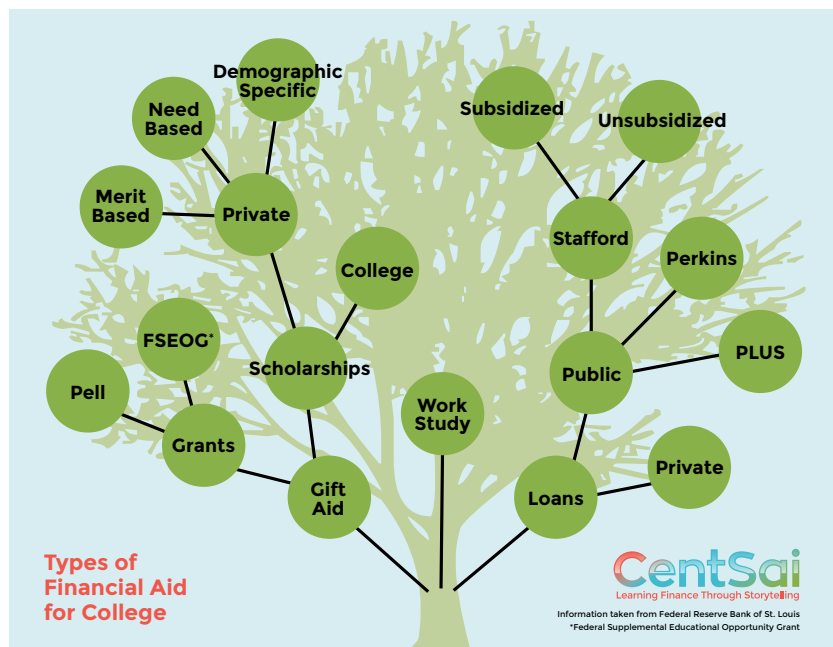 Demographic
Specific
Need
Based
Merit
Based
Private
College
FSEOG*
Scholarships
Pell
Grants
Gift
Aid
Work
Study
Subsidized
Unsubsidized
Stafford
Perkins
Public
PLUS
Loans
Private
Types of
Financial Aid
for College
CentSai
Learning Finance Through Storytelling
Information taken from Federal Reserve Bank of St. Louis
*Federal Supplemental Educational Opportunity Grant